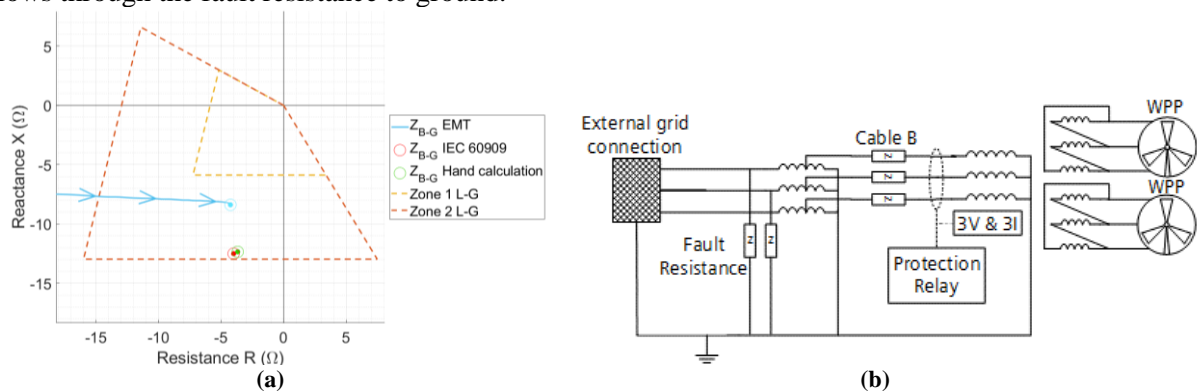 ows through the fault resistance to ground.
5
0
-5
-10
-15
Reactance X (Ω)
-15 -10 -5 0 5
Resistance R (Ω)
Z_B-G EMT
Z_B-G IEC 60909
Z_B-G Hand calculation
Zone 1 L-G
Zone 2 L-G
(a)
External grid
connection
Cable B
WPP
WPP
z
z
z
Fault
Resistance
z z
3V & 3I
Protection
Relay
(b)